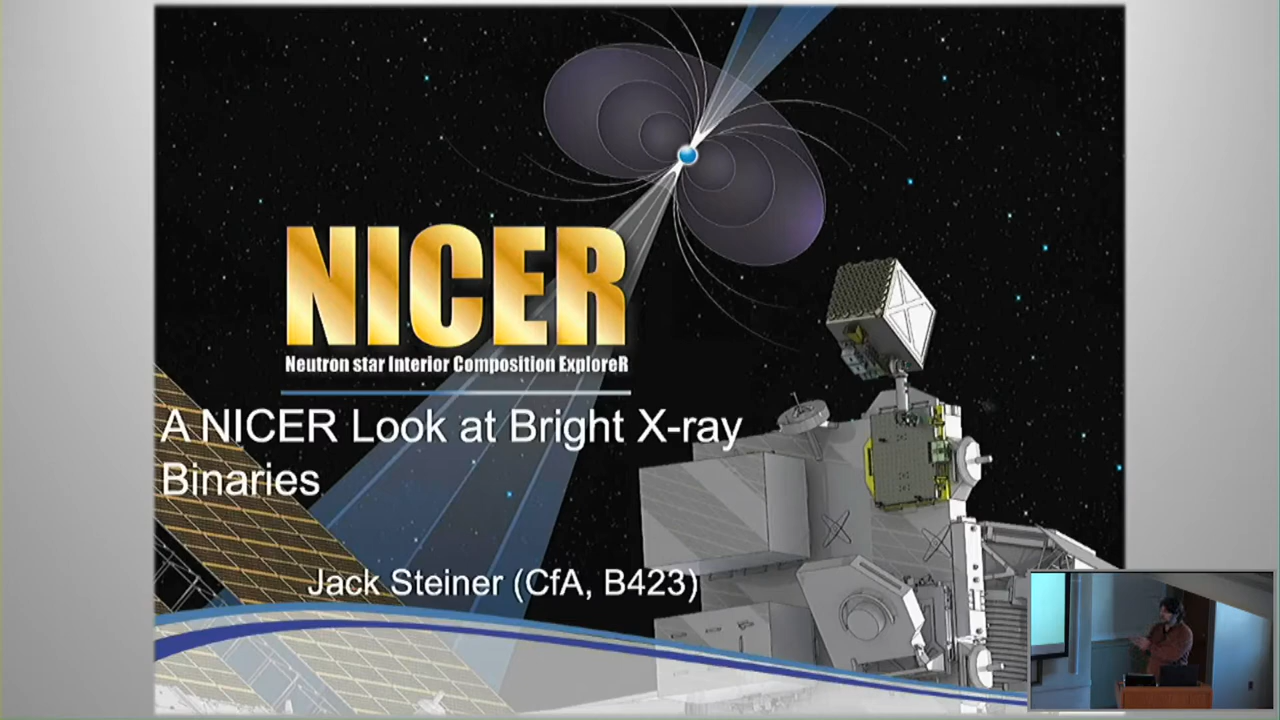 NICER
Neutron star Interior Composition ExploreR
A NICER Look at Bright X-ray
Binaries
Jack Steiner (CfA, B423)